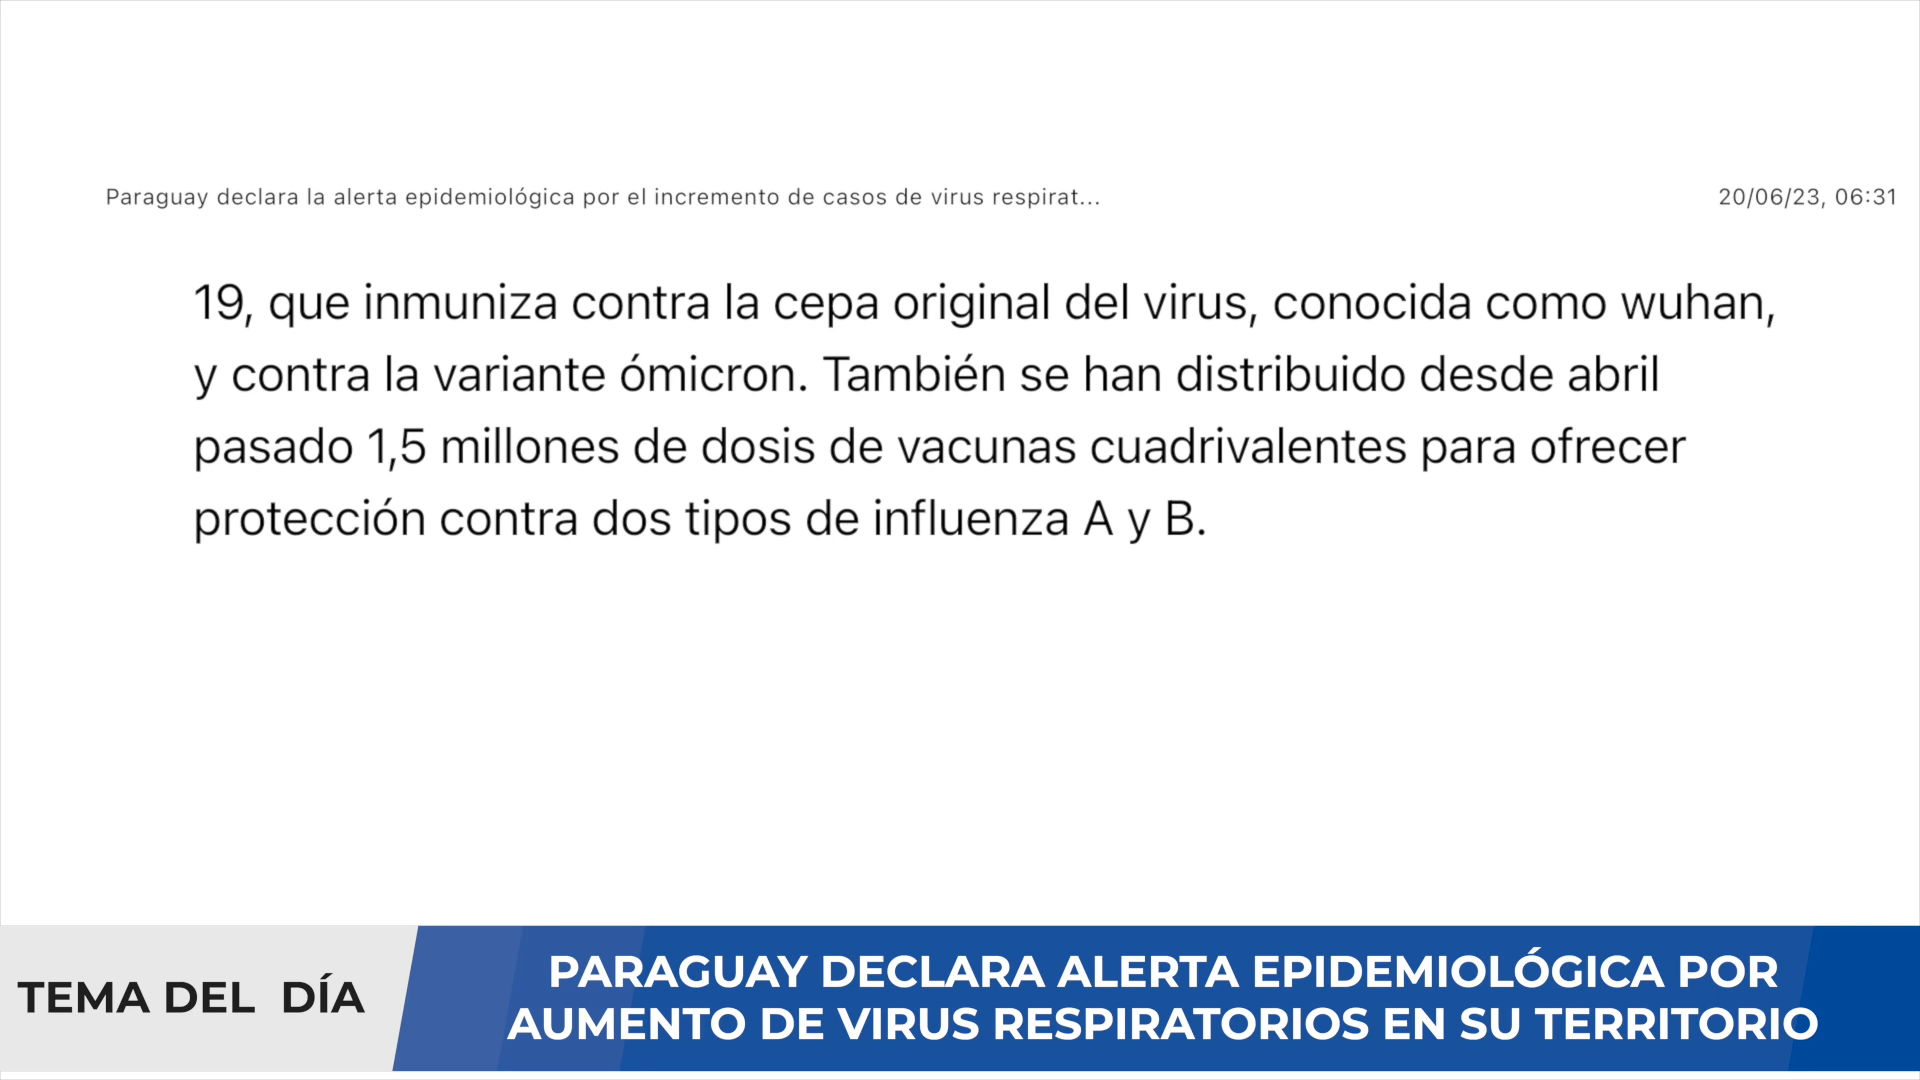 Paraguay declara la alerta epidemiológica por el incremento de casos de virus respirat...
20/06/23, 06:31
19, que inmuniza contra la cepa original del virus, conocida como wuhan,
y contra la variante ómicron. También se han distribuido desde abril
pasado 1,5 millones de dosis de vacunas cuadrivalentes para ofrecer
protección contra dos tipos de influenza A y B.
TEMA DEL DÍA
PARAGUAY DECLARA ALERTA EPIDEMIOLÓGICA POR
AUMENTO DE VIRUS RESPIRATORIOS EN SU TERRITORIO